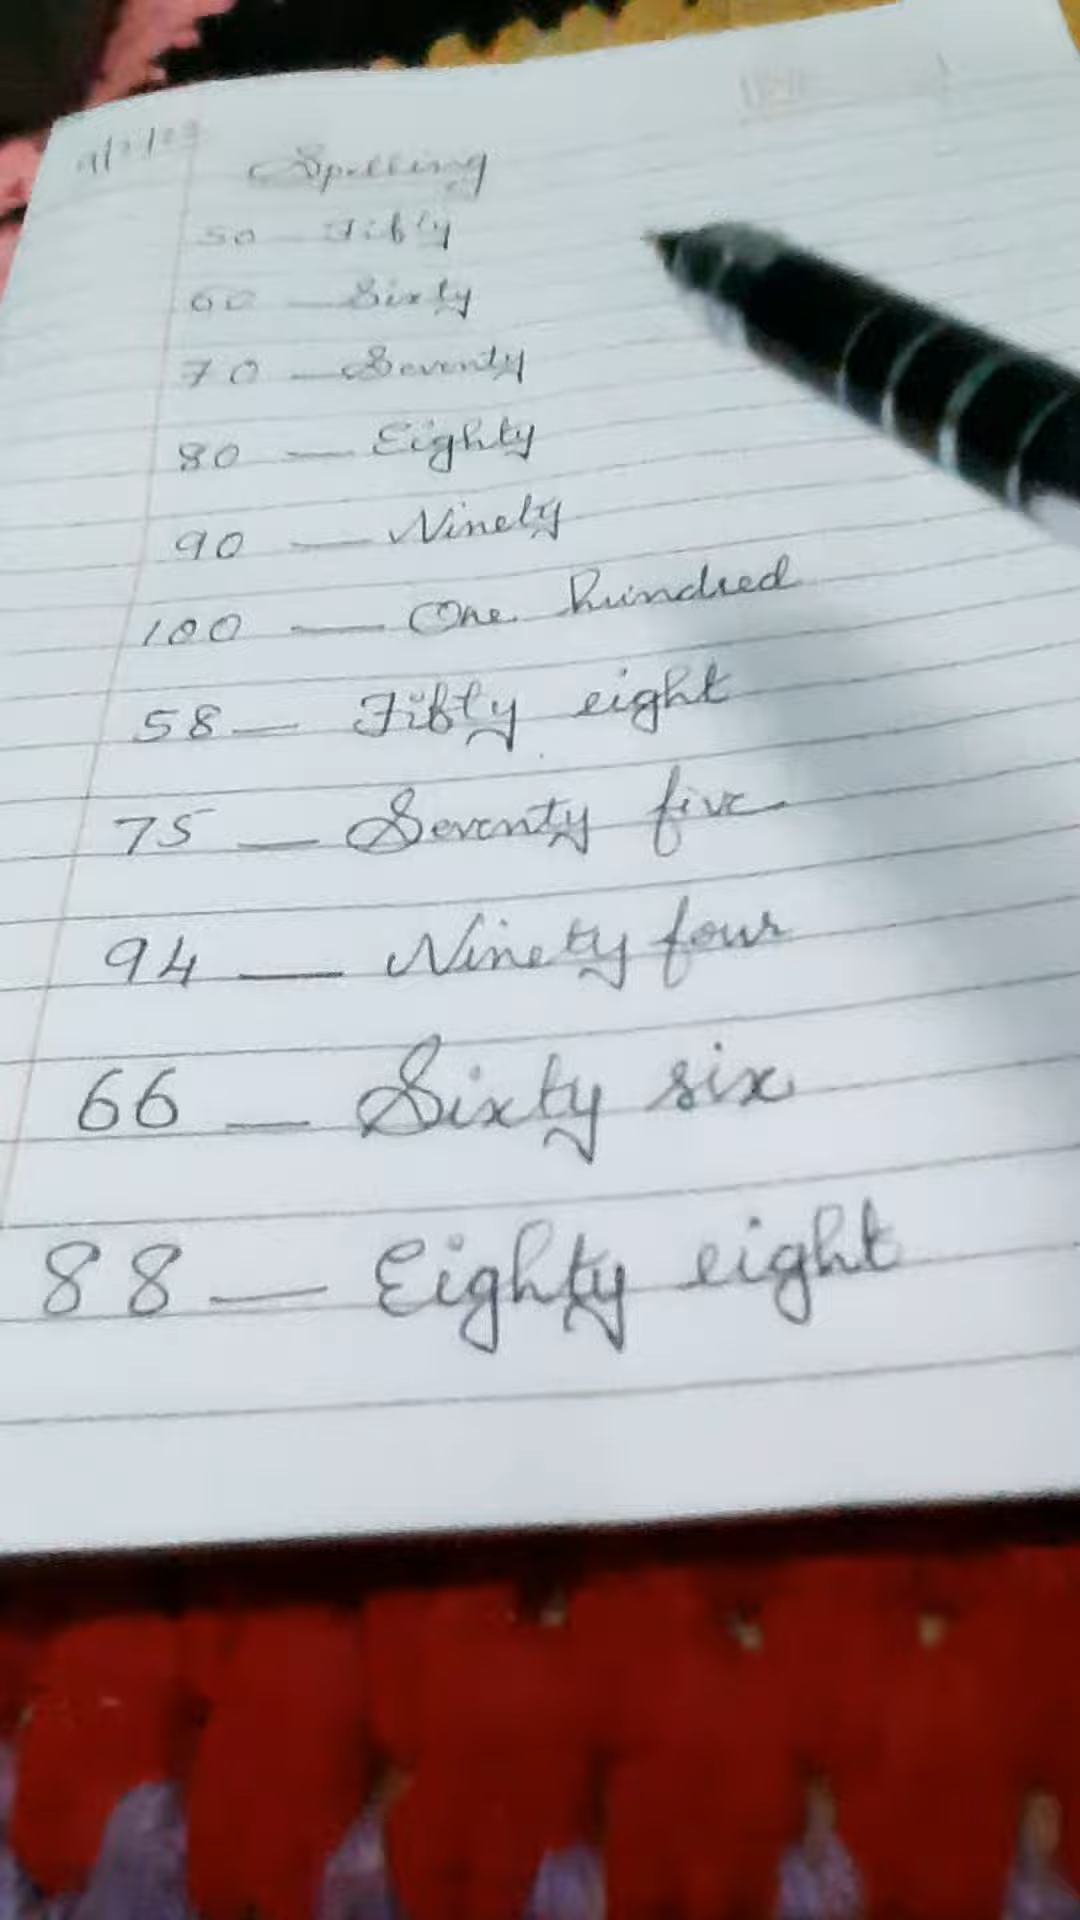 Spelling
50 — Fifty
60 — Sixty
70 — Seventy
80 — Eighty
90 — Ninety
100 — One hundred
58 — Fifty eight
75 — Seventy five
94 — Ninety four
66 — Sixty six
88 — Eighty eight